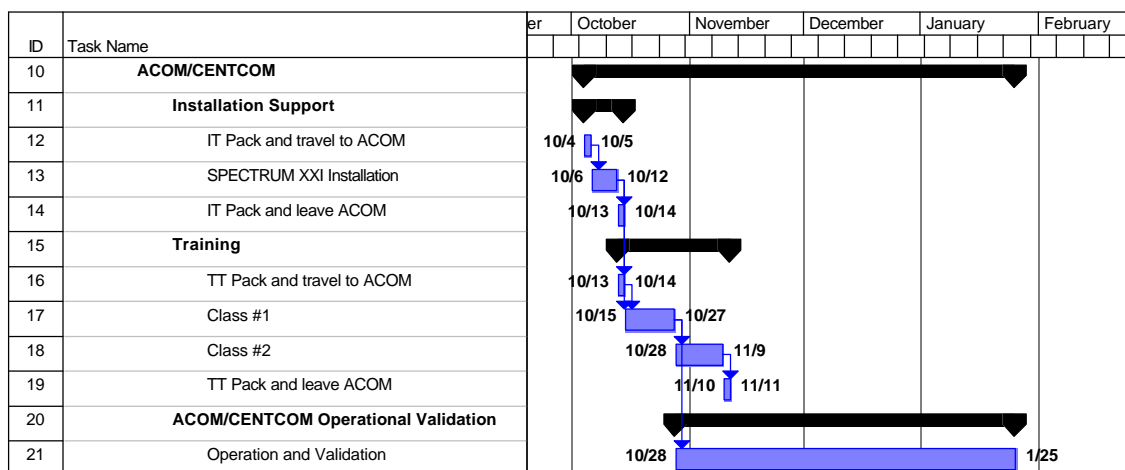 er October November December January February
ID Task Name
10 ACOM/CENTCOM
11 Installation Support
12 IT Pack and travel to ACOM 10/4 10/5
13 SPECTRUM XXI Installation 10/6 10/12
14 IT Pack and leave ACOM 10/13 10/14
15 Training
16 TT Pack and travel to ACOM 10/13 10/14
17 Class #1 10/15 10/27
18 Class #2 10/28 11/9
19 TT Pack and leave ACOM 11/10 11/11
20 ACOM/CENTCOM Operational Validation
21 Operation and Validation 10/28 1/25